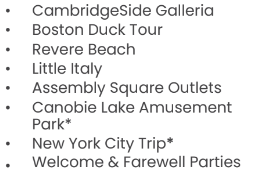 • CambridgeSide Galleria
• Boston Duck Tour
• Revere Beach
• Little Italy
• Assembly Square Outlets
• Canobie Lake Amusement
Park*
• New York City Trip*
• Welcome & Farewell Parties